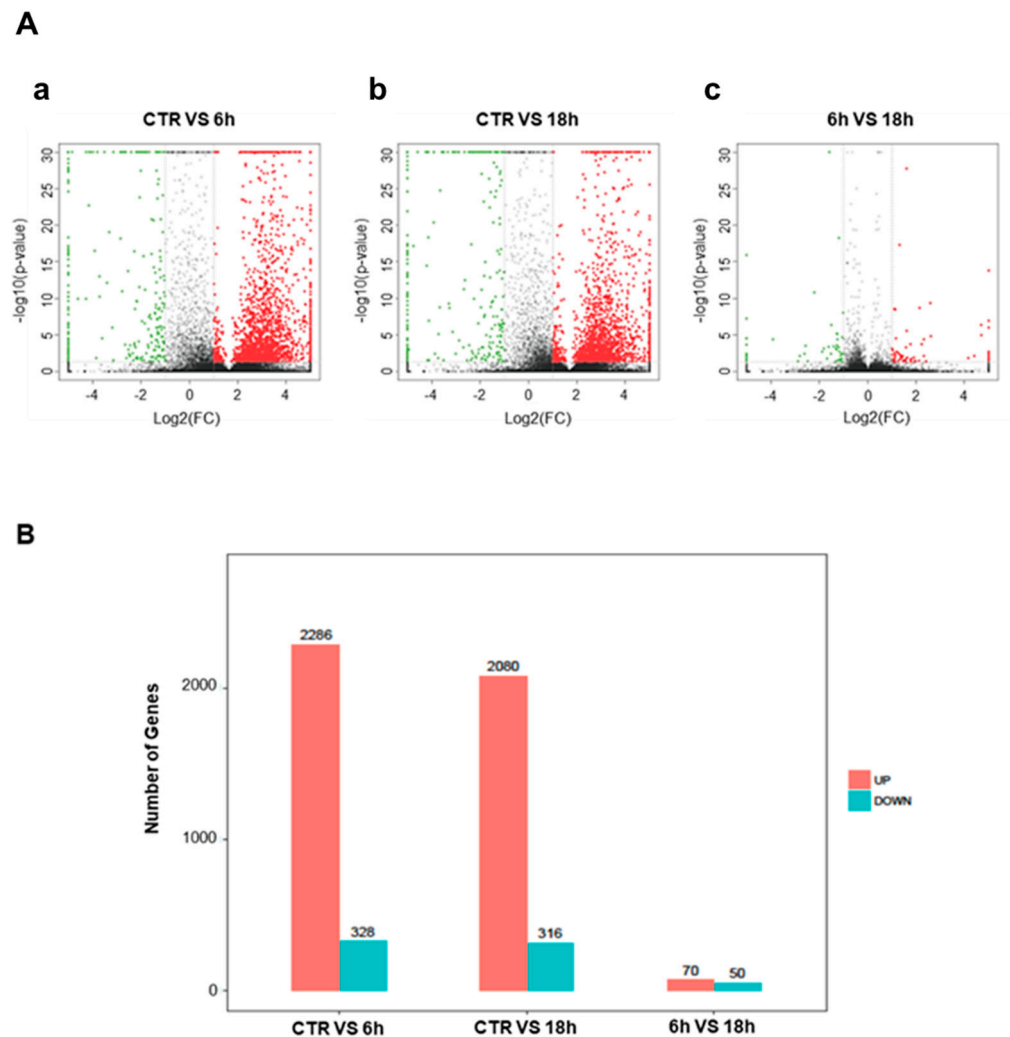 A
a b c
CTR VS 6h CTR VS 18h 6h VS 18h
-log10(p-value) 0 5 10 15 20 25 30
-4 -2 0 2 4
Log2(FC)
-log10(p-value) 0 5 10 15 20 25 30
-4 -2 0 2 4
Log2(FC)
-log10(p-value) 0 5 10 15 20 25 30
-4 -2 0 2 4
Log2(FC)
B
Number of Genes
2000
1000
0
2286
328
2080
316
70
50
UP
DOWN
CTR VS 6h CTR VS 18h 6h VS 18h